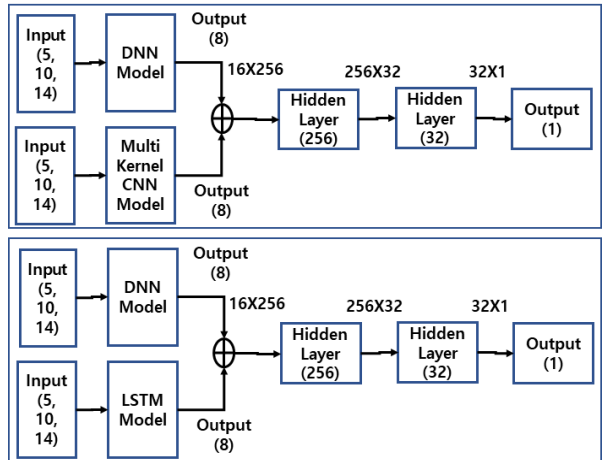 Input
(5,
10,
14)
DNN
Model
Output
(8)
16X256
Input
(5,
10,
14)
Multi
Kernel
CNN
Model
Output
(8)
Hidden
Layer
(256)
256X32
Hidden
Layer
(32)
32X1
Output
(1)
Input
(5,
10,
14)
DNN
Model
Output
(8)
16X256
Input
(5,
10,
14)
LSTM
Model
Output
(8)
Hidden
Layer
(256)
256X32
Hidden
Layer
(32)
32X1
Output
(1)